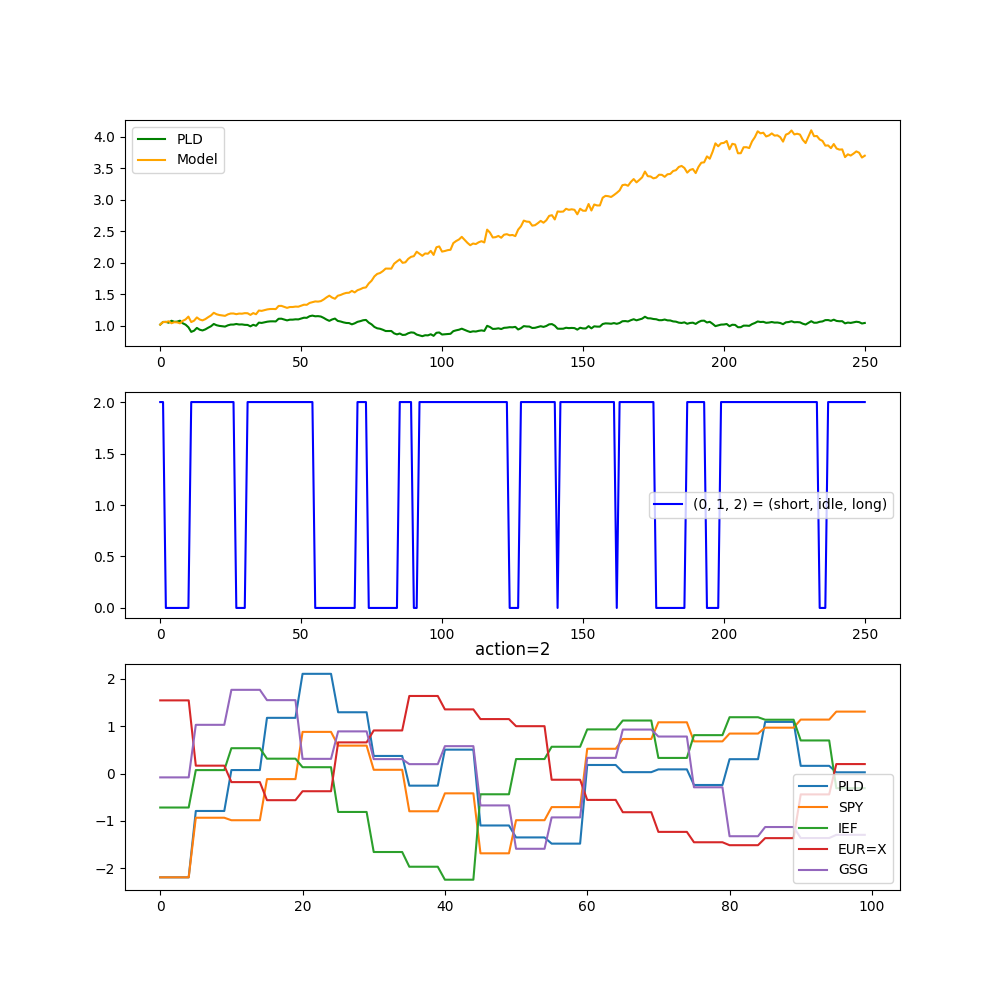 PLD
Model
4.0
3.5
3.0
2.5
2.0
1.5
1.0
0 50 100 150 200 250
2.0
1.5
1.0
0.5
0.0
(0, 1, 2) = (short, idle, long)
0 50 100 150 200 250
action=2
2
1
0
−1
−2
PLD
SPY
IEF
EUR=X
GSG
0 20 40 60 80 100